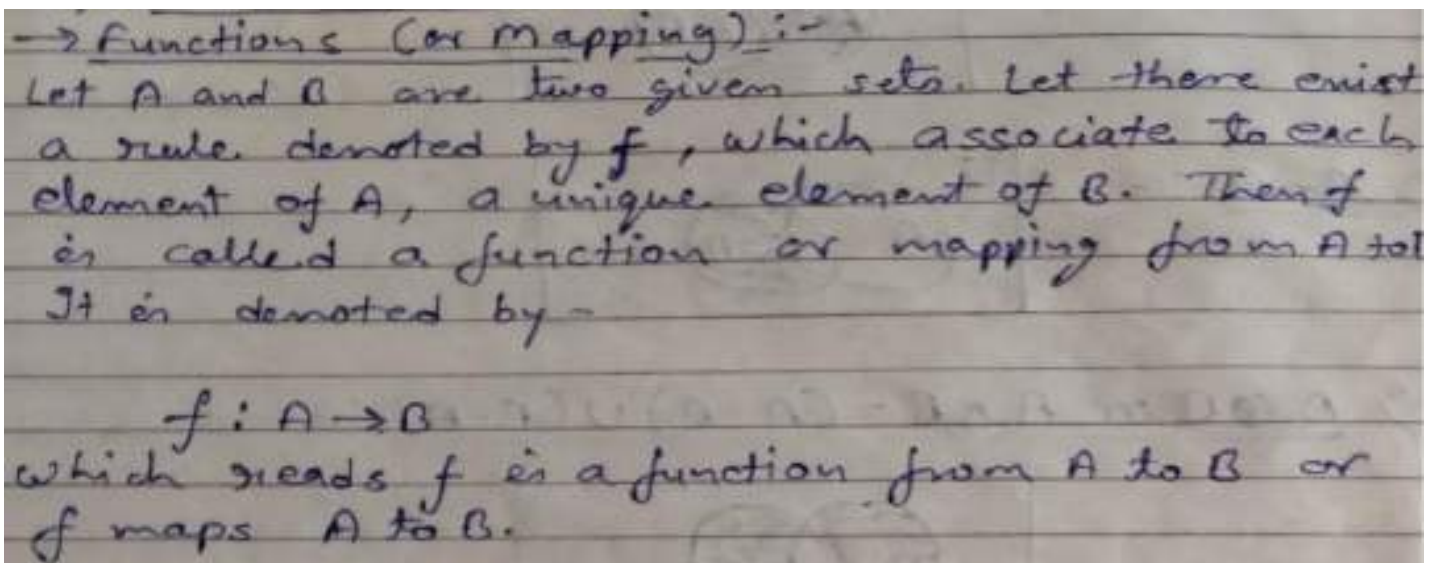 → Functions (or mapping) :-
Let A and B are two given sets. Let there exist
a rule denoted by f, which associate to each
element of A, a unique element of B. Then f
is called a function or mapping from A to
It is denoted by -
f : A → B
which reads f is a function from A to B or
f maps A to B.